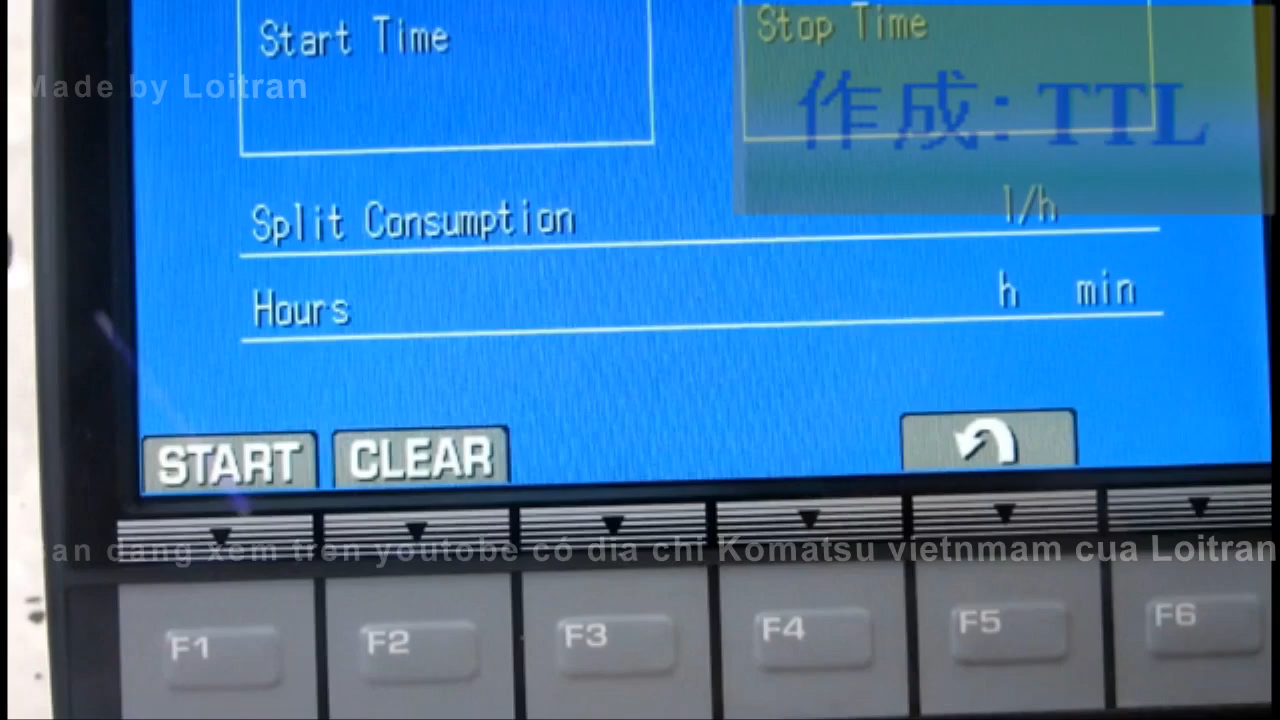 Start Time
Stop Time
Made by Loitran
作成: TTL
Split Consumption l/h
Hours h min
START CLEAR
ban dang xem tren youtobe có dia chi Komatsu vietnmam cua Loitran
F1 F2 F3 F4 F5 F6